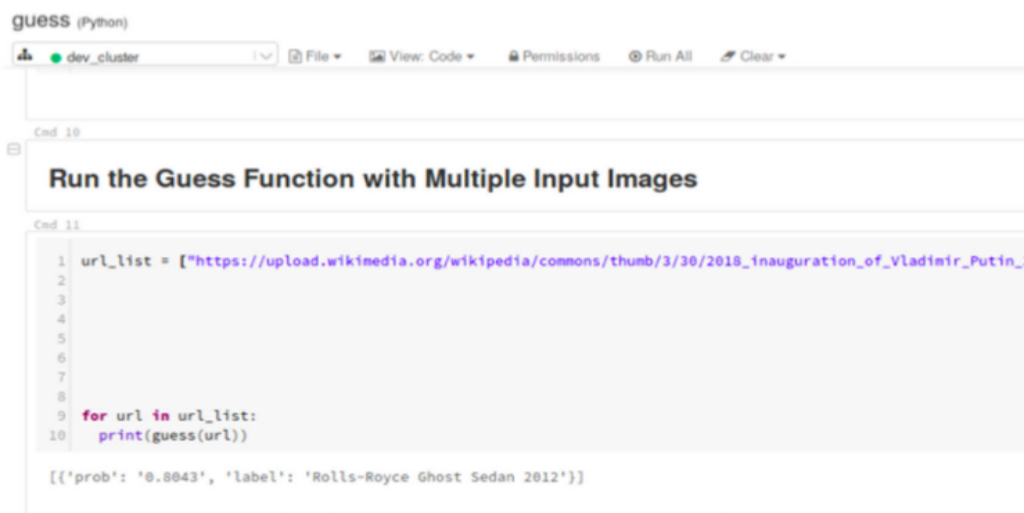 guess (Python)
dev_cluster File View: Code Permissions Run All Clear
Cmd 10
Run the Guess Function with Multiple Input Images
Cmd 11
1 url_list = ["https://upload.wikimedia.org/wikipedia/commons/thumb/3/30/2018_inauguration_of_Vladimir_Putin_
2
3
4
5
6
7
8
9 for url in url_list:
10 print(guess(url))
[{'prob': '0.8043', 'label': 'Rolls-Royce Ghost Sedan 2012'}]